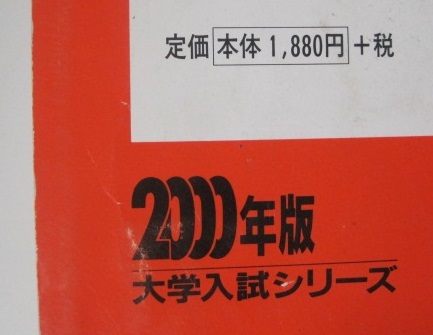 定価 本体 1,880円 +税
2000年版
大学入試シリーズ